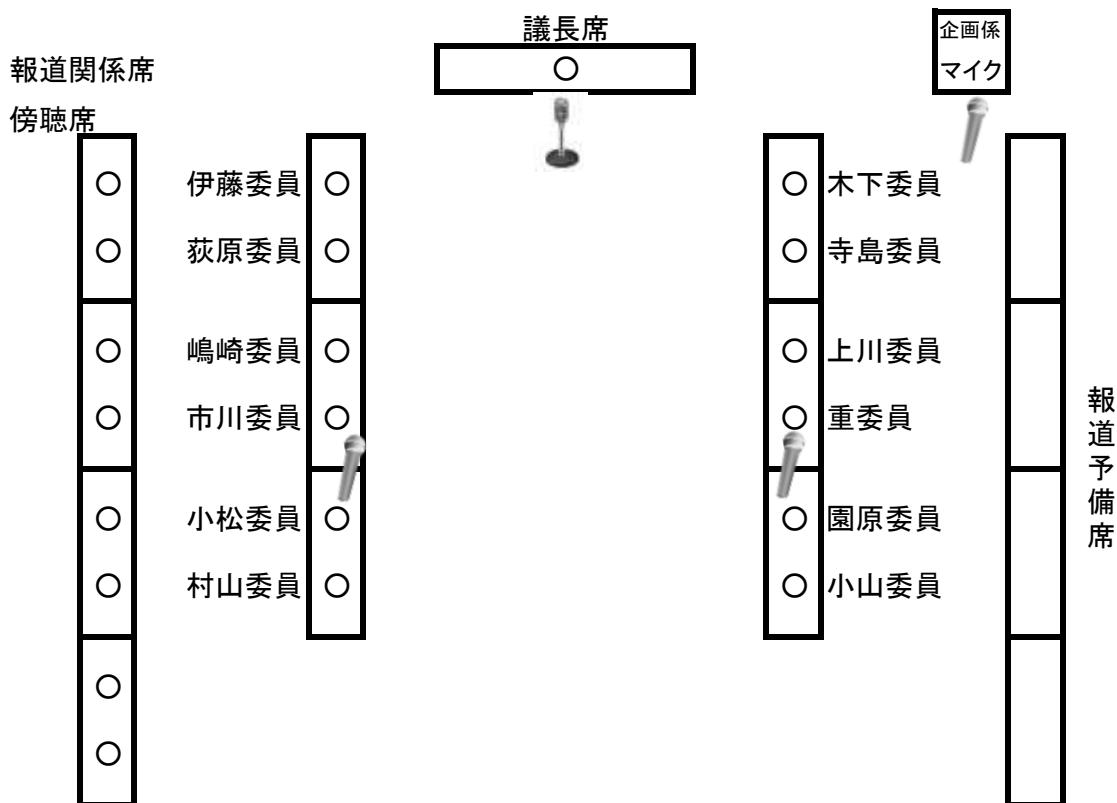 議長席
企画係
マイク
報道関係席
傍聴席
伊藤委員
木下委員
荻原委員
寺島委員
嶋崎委員
上川委員
市川委員
重委員
小松委員
園原委員
村山委員
小山委員
報道予備席